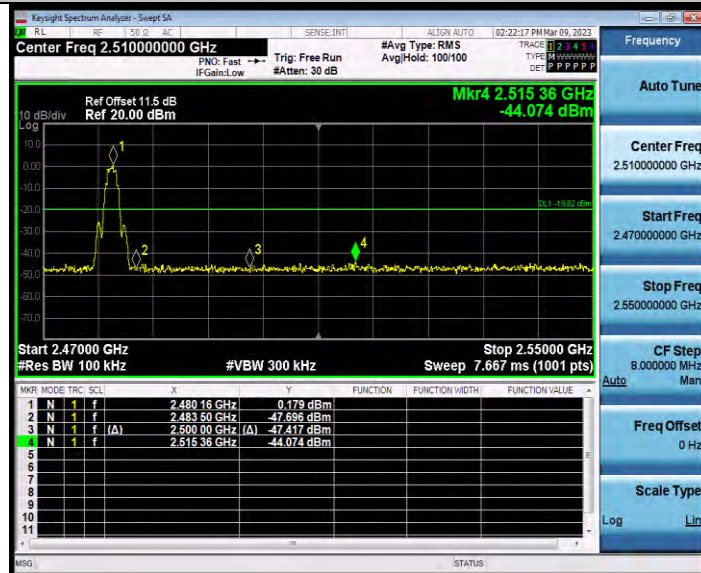 Keysight Spectrum Analyzer - Swept SA
LXI RL RF 50 Ω AC SENSE:INT ALIGN AUTO 02:22:17 PM Mar 09, 2023
Center Freq 2.510000000 GHz #Avg Type: RMS TRACE 1 2 3 4 5 6
PNO: Fast Trig: Free Run Avg|Hold: 100/100 TYPE M W W W W W
IFGain:Low #Atten: 30 dB DET P P P P P P
Frequency
Auto Tune
Center Freq
2.510000000 GHz
Start Freq
2.470000000 GHz
Stop Freq
2.550000000 GHz
CF Step
8.000000 MHz
Auto Man
Freq Offset
0 Hz
Scale Type
Log Lin
Mkr4 2.515 36 GHz
-44.074 dBm
Ref Offset 11.5 dB
10 dB/div Ref 20.00 dBm
Log
10.0
0.00
-10.0
-20.0
-30.0
-40.0
-50.0
-60.0
-70.0
DL1 -19.82 dBm
1
2
3
4
Start 2.47000 GHz Stop 2.55000 GHz
#Res BW 100 kHz #VBW 300 kHz Sweep 7.667 ms (1001 pts)
MKR MODE TRC SCL X Y FUNCTION FUNCTION WIDTH FUNCTION VALUE
1 N 1 f 2.480 16 GHz 0.179 dBm
2 N 1 f 2.483 50 GHz -47.696 dBm
3 N 1 f (Δ) 2.500 00 GHz (Δ) -47.417 dBm
4 N 1 f 2.515 36 GHz -44.074 dBm
5
6
7
8
9
10
11
MSG STATUS